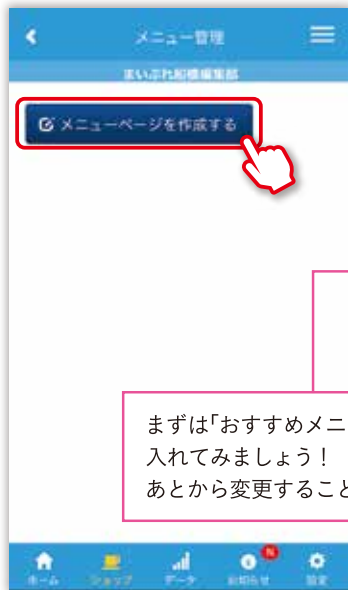 メニュー管理
まいぷれ船橋編集部
メニューページを作成する
まずは「おすすめメニ
入れてみましょう！
あとから変更すること
N
ホーム ショップ データ お知らせ 設定